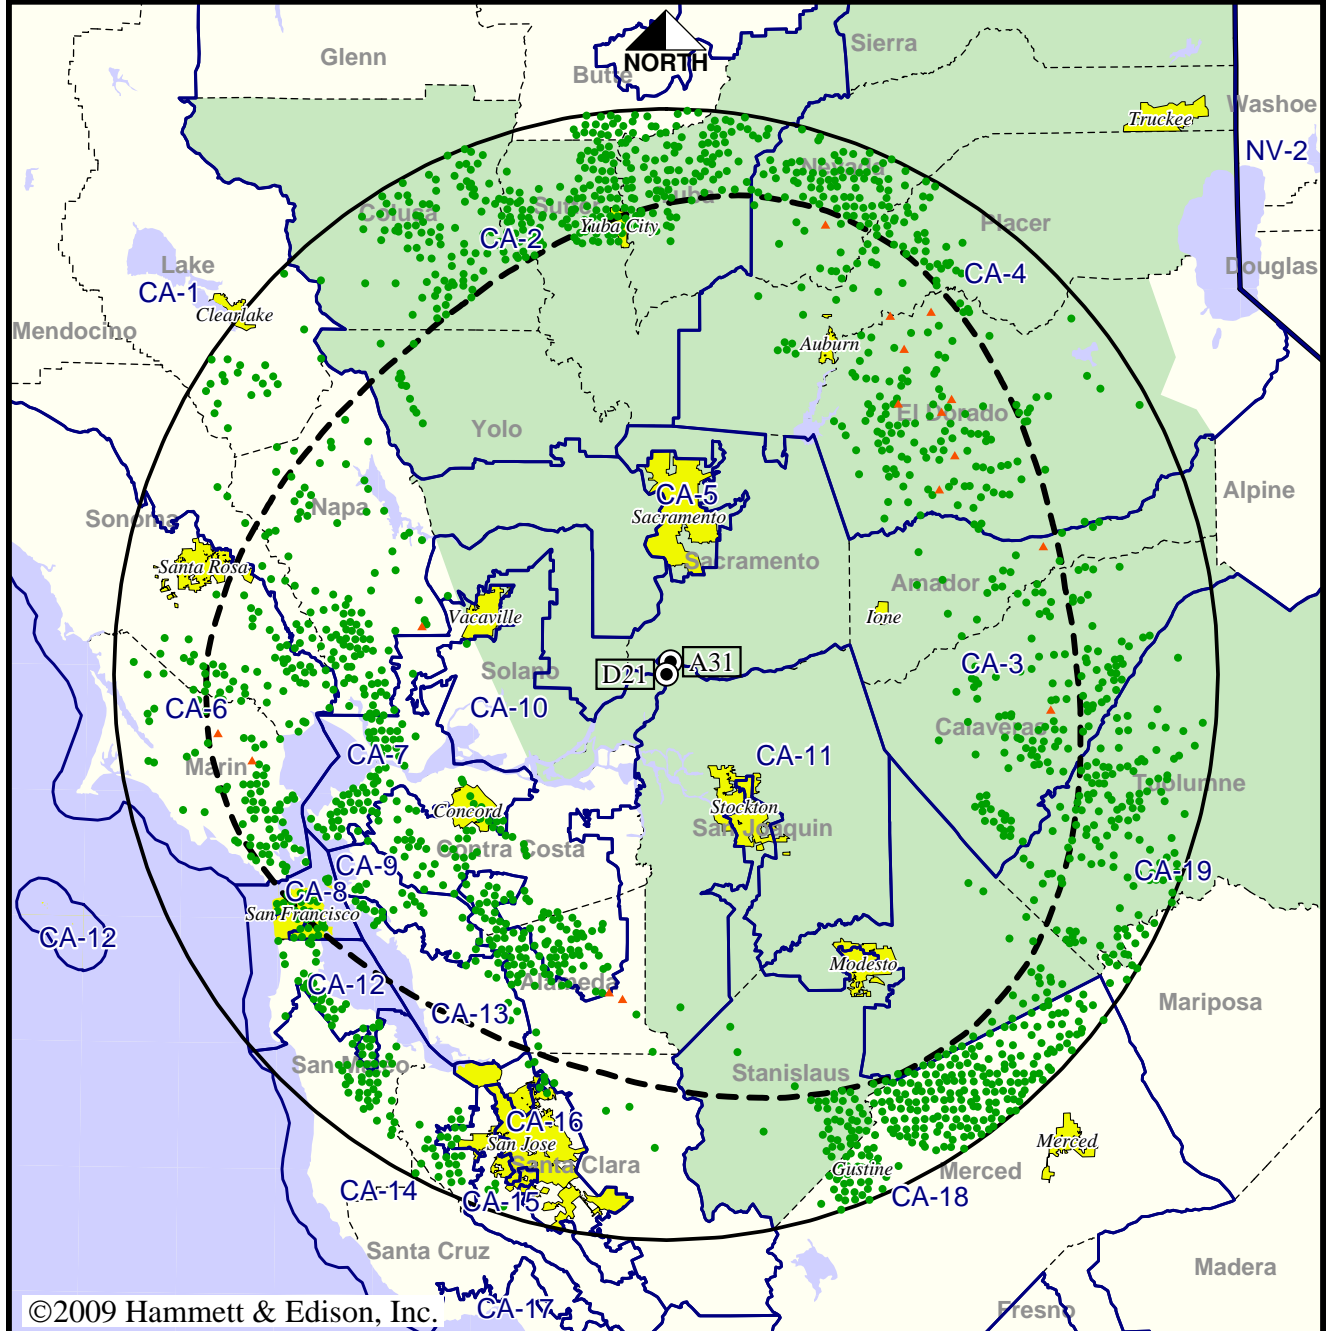 Glenn
Butte
NORTH
Sierra
Washoe
Truckee
NV-2
Nevada
Colusa
Sutter
Yuba
Yuba City
CA-2
Placer
Lake
CA-1
Clearlake
CA-4
Douglas
Mendocino
Auburn
El Dorado
Yolo
CA-5
Sacramento
Sacramento
Alpine
Napa
Sonoma
Santa Rosa
Vacaville
Amador
Ione
Solano
D21
A31
CA-3
CA-6
CA-10
Calaveras
CA-7
CA-11
Marin
Tuolumne
Concord
Stockton
San Joaquin
Contra Costa
CA-9
CA-8
CA-19
San Francisco
CA-12
CA-12
Modesto
Alameda
CA-13
Mariposa
San Mateo
Stanislaus
CA-16
San Jose
Merced
Santa Clara
Gustine
Merced
CA-14
CA-15
CA-18
Santa Cruz
Madera
CA-17
Fresno
©2009 Hammett & Edison, Inc.